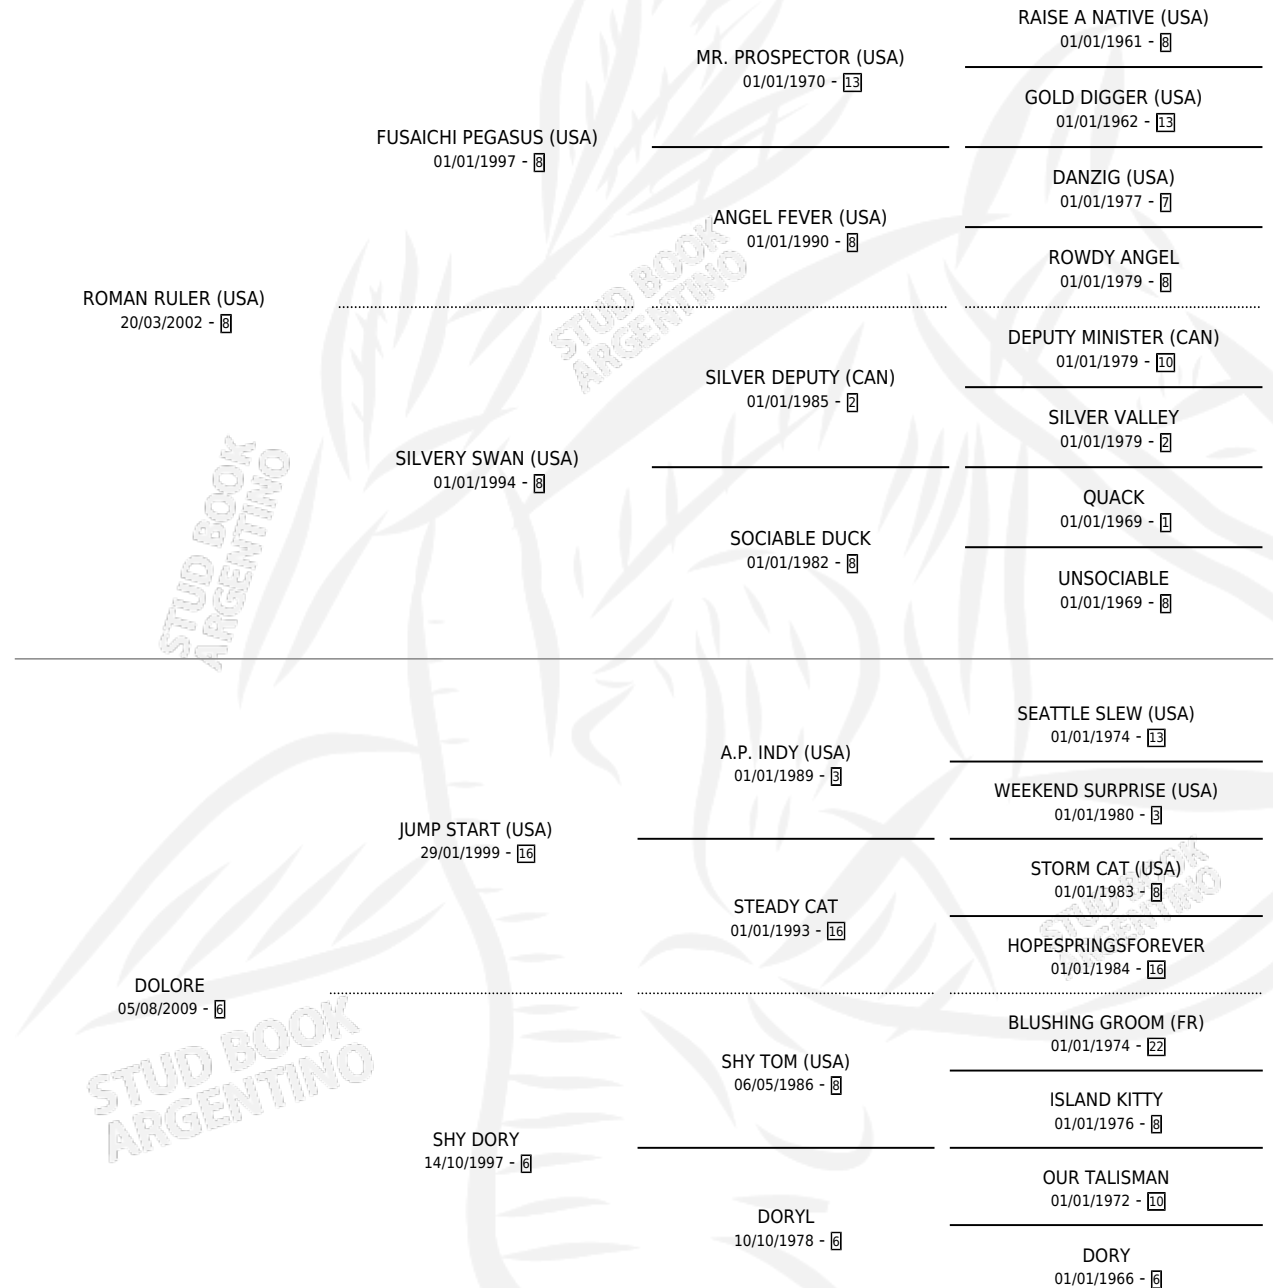 RAISE A NATIVE (USA)
01/01/1961 - 8
MR. PROSPECTOR (USA)
01/01/1970 - 13
GOLD DIGGER (USA)
01/01/1962 - 13
FUSAICHI PEGASUS (USA)
01/01/1997 - 8
DANZIG (USA)
01/01/1977 - 7
ANGEL FEVER (USA)
01/01/1990 - 8
ROWDY ANGEL
01/01/1979 - 8
ROMAN RULER (USA)
20/03/2002 - 8
STUD BOOK
ARGENTINO
DEPUTY MINISTER (CAN)
01/01/1979 - 10
SILVER DEPUTY (CAN)
01/01/1985 - 2
SILVER VALLEY
01/01/1979 - 2
SILVERY SWAN (USA)
01/01/1994 - 8
QUACK
01/01/1969 - 1
SOCIABLE DUCK
01/01/1982 - 8
UNSOCIABLE
01/01/1969 - 8
STUD BOOK
ARGENTINO
SEATTLE SLEW (USA)
01/01/1974 - 13
A.P. INDY (USA)
01/01/1989 - 3
WEEKEND SURPRISE (USA)
01/01/1980 - 3
JUMP START (USA)
29/01/1999 - 16
STORM CAT (USA)
01/01/1983 - 8
STEADY CAT
01/01/1993 - 16
STUD BOOK
ARGENTINO
HOPESPRINGSFOREVER
01/01/1984 - 16
DOLORE
05/08/2009 - 6
STUD BOOK
ARGENTINO
BLUSHING GROOM (FR)
01/01/1974 - 22
SHY TOM (USA)
06/05/1986 - 8
ISLAND KITTY
01/01/1976 - 8
SHY DORY
14/10/1997 - 6
OUR TALISMAN
01/01/1972 - 10
DORYL
10/10/1978 - 6
DORY
01/01/1966 - 6